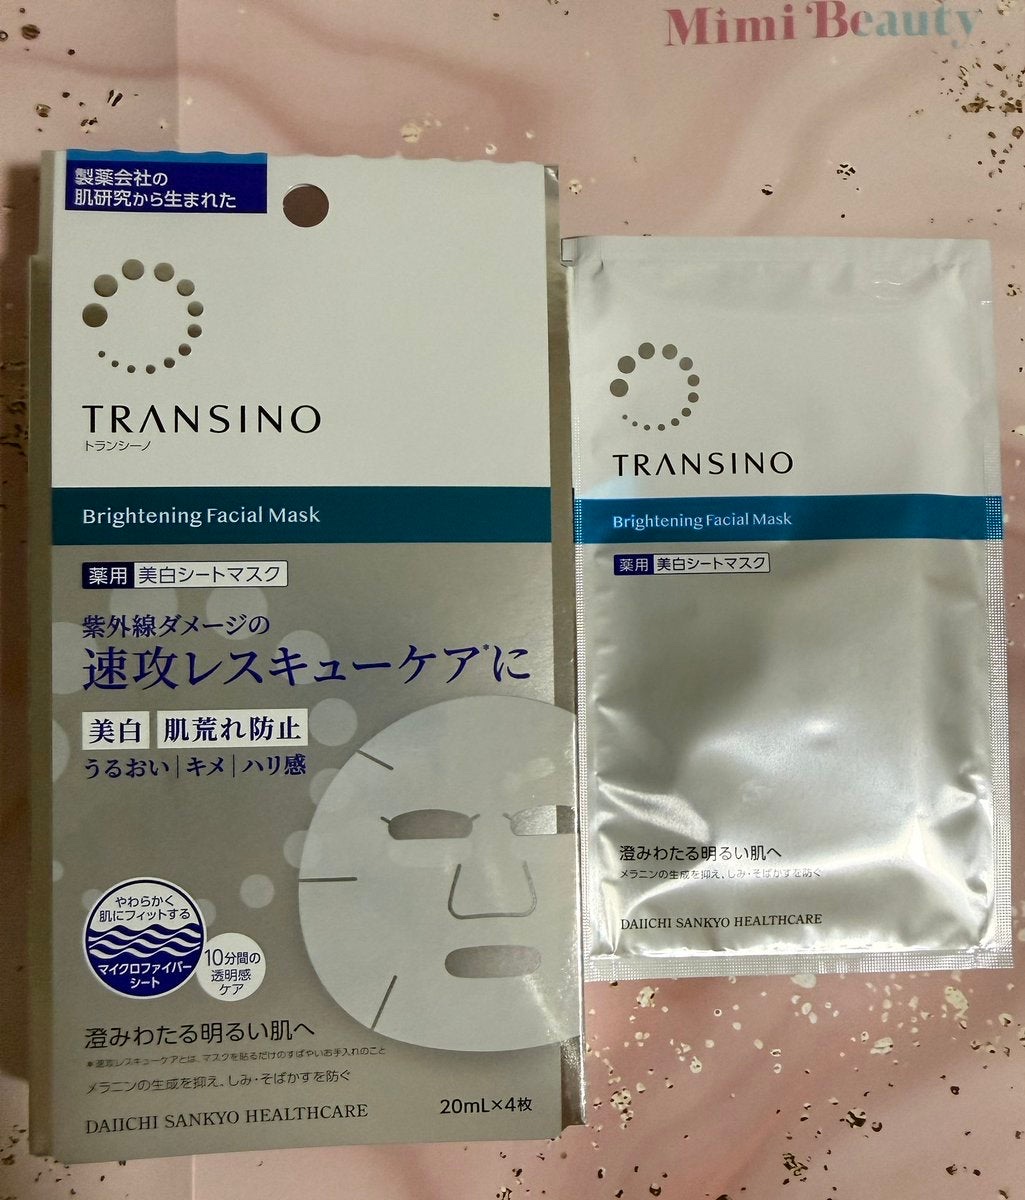 Mimi Beauty
製薬会社の
肌研究から生まれた
TRANSINO
トランシーノ
Brightening Facial Mask
薬用 美白シートマスク
紫外線ダメージの
速攻レスキューケア*に
美白 肌荒れ防止
うるおい|キメ|ハリ感
やわらかく
肌にフィットする
マイクロファイバー
シート
10分間の
透明感
ケア
澄みわたる明るい肌へ
*速攻レスキューケアとは、マスクを貼るだけのすばやいお手入れのこと
メラニンの生成を抑え、しみ・そばかすを防ぐ
DAIICHI SANKYO HEALTHCARE
20mL×4枚
TRANSINO
Brightening Facial Mask
薬用 美白シートマスク
澄みわたる明るい肌へ
メラニンの生成を抑え、しみ・そばかすを防ぐ
DAIICHI SANKYO HEALTHCARE